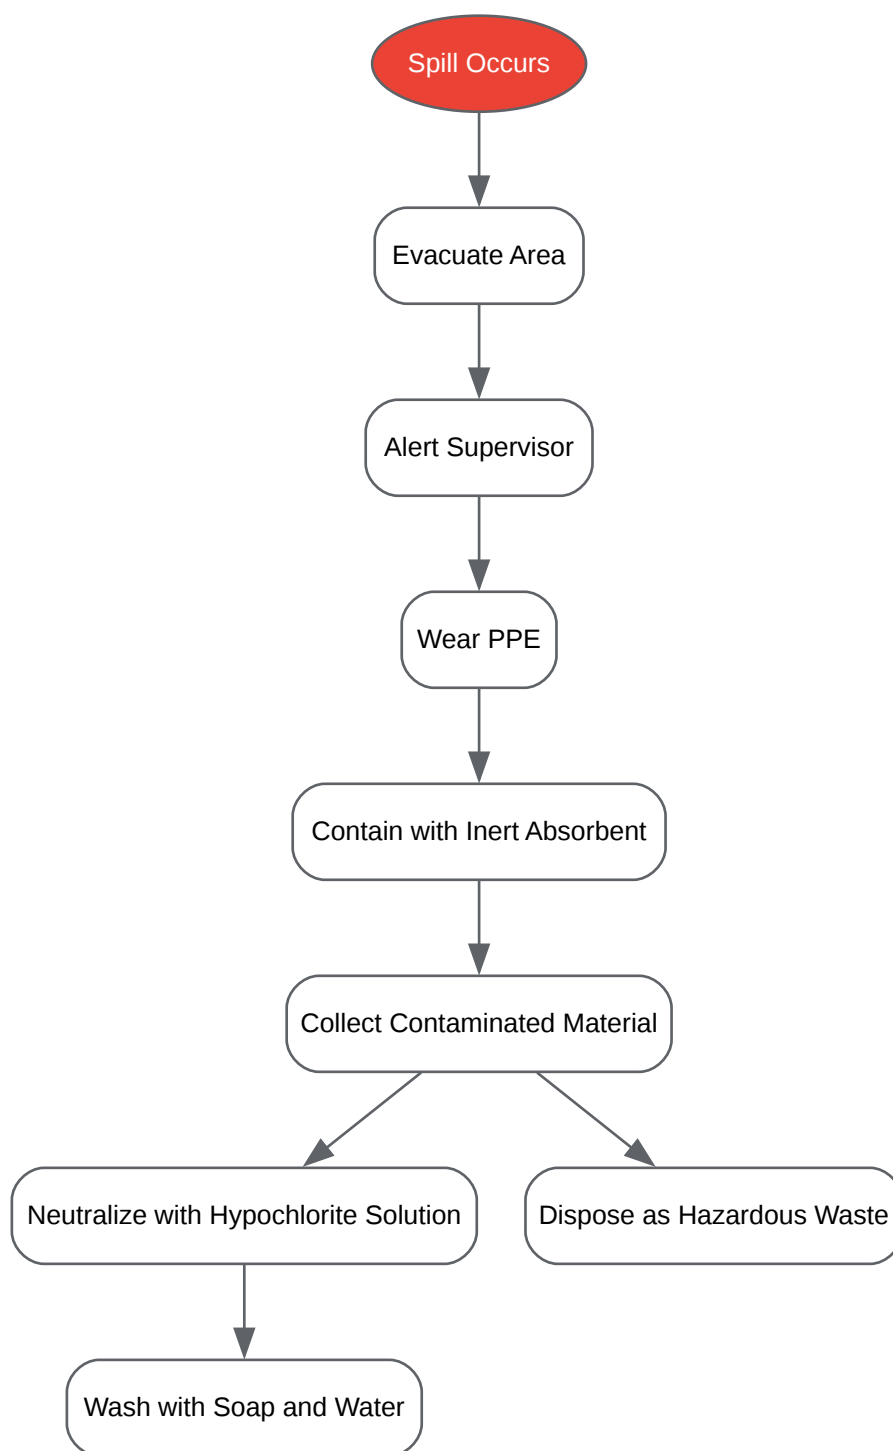 Spill Occurs
Evacuate Area
Alert Supervisor
Wear PPE
Contain with Inert Absorbent
Collect Contaminated Material
Neutralize with Hypochlorite Solution
Dispose as Hazardous Waste
Wash with Soap and Water